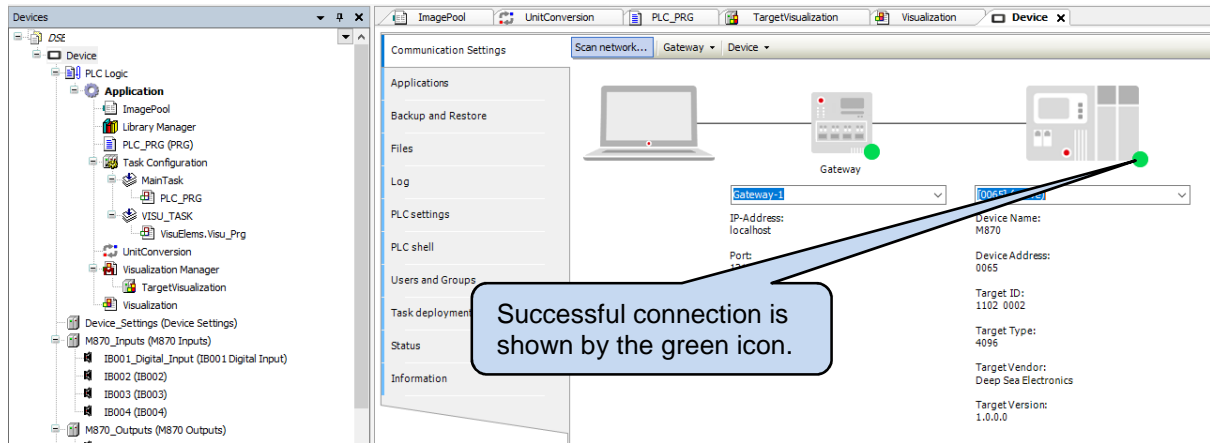 Devices
DSE
Device
PLC Logic
Application
ImagePool
Library Manager
PLC_PRG (PRG)
Task Configuration
MainTask
PLC_PRG
VISU_TASK
VisuElems.Visu_Prg
UnitConversion
Visualization Manager
TargetVisualization
Visualization
Device_Settings (Device Settings)
M870_Inputs (M870 Inputs)
IB001_Digital_Input (IB001 Digital Input)
IB002 (IB002)
IB003 (IB003)
IB004 (IB004)
M870_Outputs (M870 Outputs)
ImagePool UnitConversion PLC_PRG TargetVisualization Visualization Device X
Communication Settings
Applications
Backup and Restore
Files
Log
PLC settings
PLC shell
Users and Groups
Task deployment
Status
Information
Scan network... Gateway Device
Gateway
Gateway-1
IP-Address:
localhost
Port:
[0065]
Device Name:
M870
Device Address:
0065
Target ID:
1102 0002
Target Type:
4096
Target Vendor:
Deep Sea Electronics
Target Version:
1.0.0.0
Successful connection is
shown by the green icon.